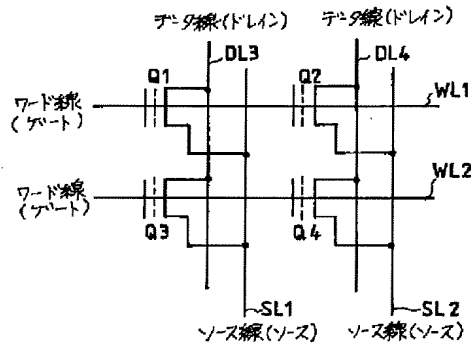 データ線(ドレイン) データ線(ドレイン)
DL3 DL4
Q1 Q2
WL1
ワード線
(ゲート)
WL2
ワード線
(ゲート)
Q3 Q4
SL1 SL2
ソース線(ソース) ソース線(ソース)